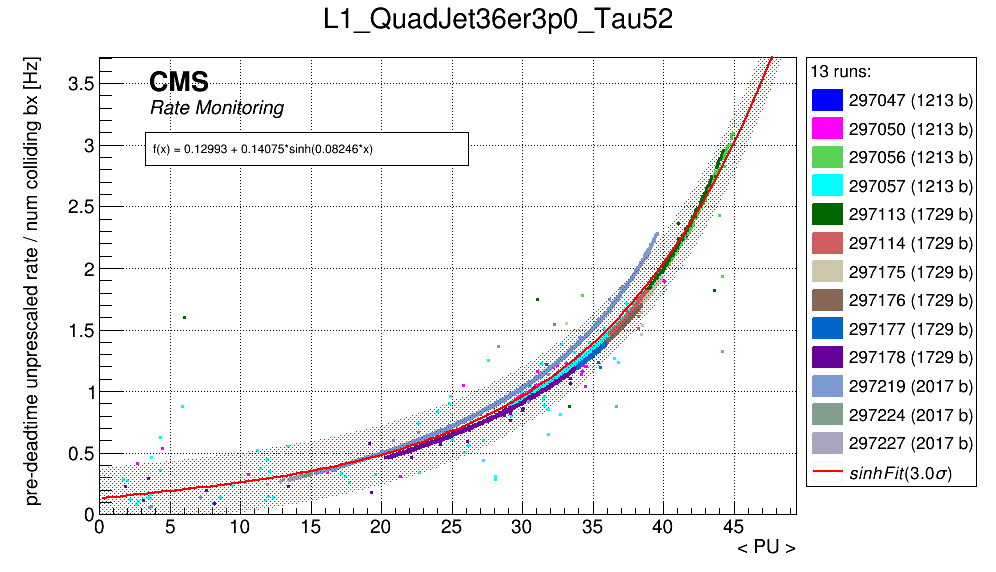 L1_QuadJet36er3p0_Tau52
pre-deadtime unprescaled rate / num colliding bx [Hz]
CMS
Rate Monitoring
f(x) = 0.12993 + 0.14075*sinh(0.08246*x)
3.5
3
2.5
2
1.5
1
0.5
0
0 5 10 15 20 25 30 35 40 45
< PU >
13 runs:
297047 (1213 b)
297050 (1213 b)
297056 (1213 b)
297057 (1213 b)
297113 (1729 b)
297114 (1729 b)
297175 (1729 b)
297176 (1729 b)
297177 (1729 b)
297178 (1729 b)
297219 (2017 b)
297224 (2017 b)
297227 (2017 b)
sinhFit(3.0σ)